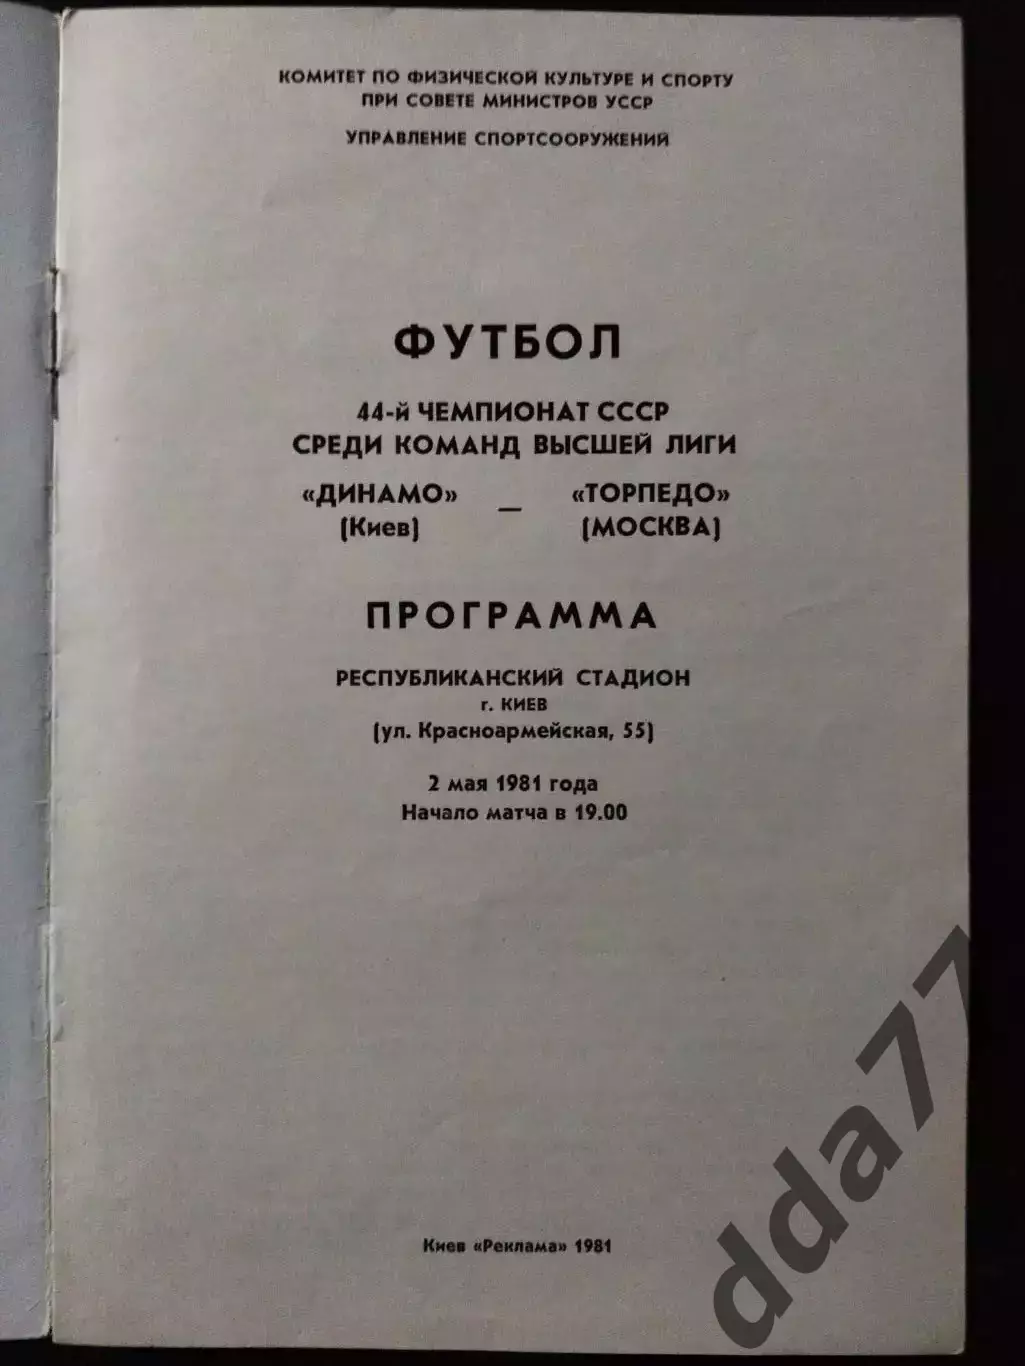 КОМИТЕТ ПО ФИЗИЧЕСКОЙ КУЛЬТУРЕ И СПОРТУ
ПРИ СОВЕТЕ МИНИСТРОВ УССР
УПРАВЛЕНИЕ СПОРТСООРУЖЕНИЙ
ФУТБОЛ
44-й ЧЕМПИОНАТ СССР
СРЕДИ КОМАНД ВЫСШЕЙ ЛИГИ
«ДИНАМО» — «ТОРПЕДО»
(Киев) (МОСКВА)
ПРОГРАММА
РЕСПУБЛИКАНСКИЙ СТАДИОН
г. КИЕВ
(ул. Красноармейская, 55)
2 мая 1981 года
Начало матча в 19.00
Киев «Реклама» 1981
dda77